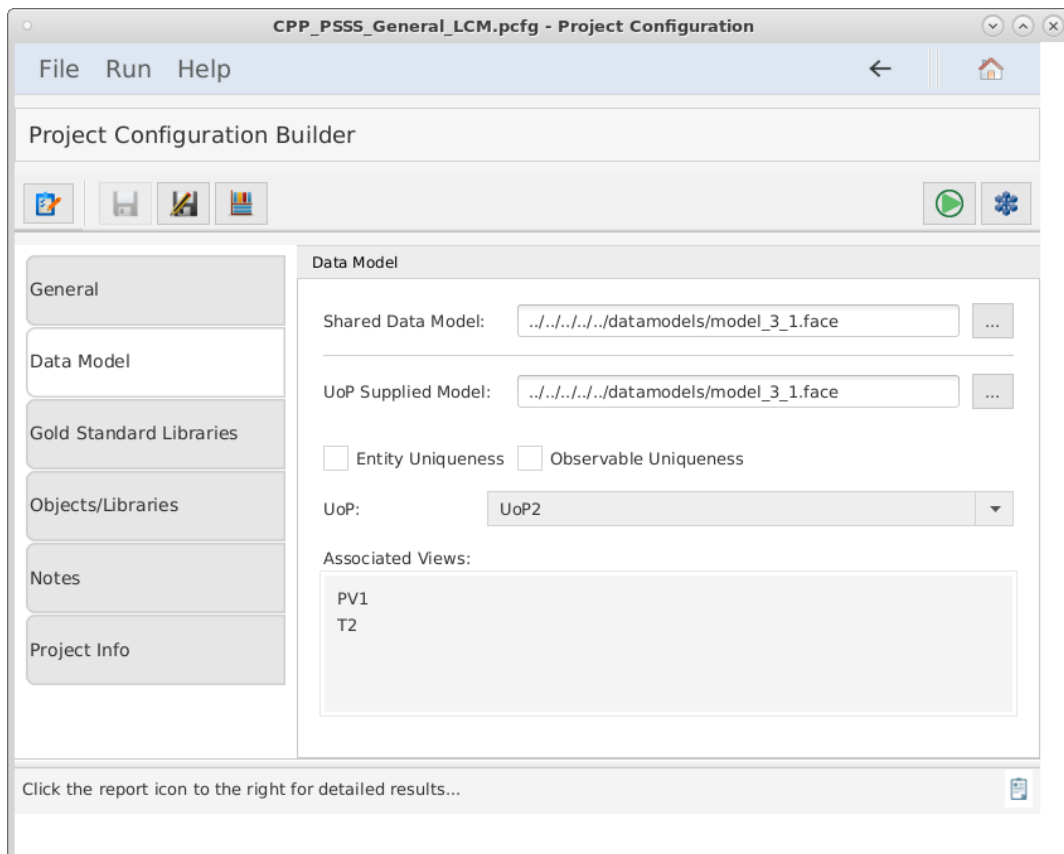 CPP_PSSS_General_LCM.pcfg - Project Configuration
File Run Help
Project Configuration Builder
General
Data Model
Gold Standard Libraries
Objects/Libraries
Notes
Project Info
Data Model
Shared Data Model: ../../../../../datamodels/model_3_1.face ...
UoP Supplied Model: ../../../../../datamodels/model_3_1.face ...
Entity Uniqueness Observable Uniqueness
UoP: UoP2
Associated Views:
PV1
T2
Click the report icon to the right for detailed results...